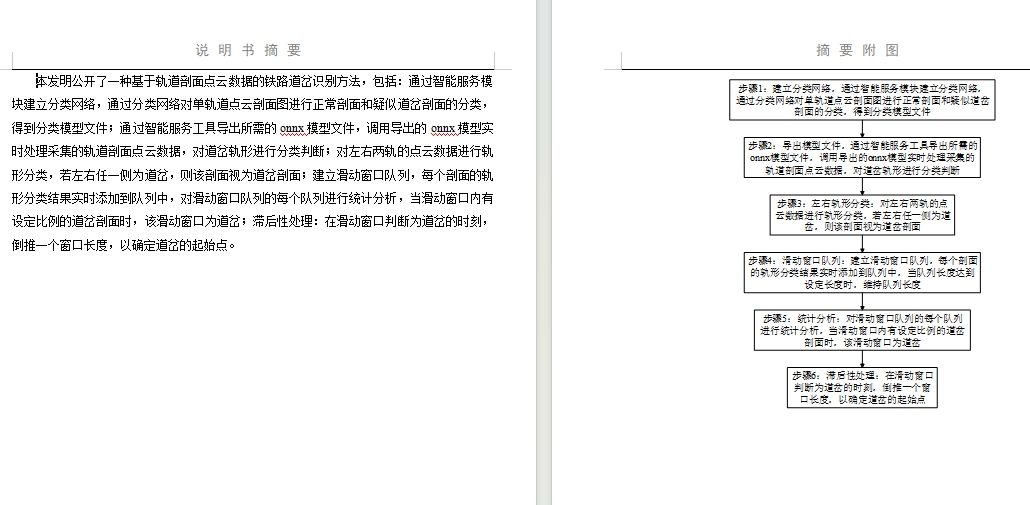 说明书摘要
本发明公开了一种基于轨道剖面点云数据的铁路道岔识别方法，包括：通过智能服务模
块建立分类网络，通过分类网络对单轨道点云剖面图进行正常剖面和疑似道岔剖面的分类，
得到分类模型文件；通过智能服务工具导出所需的 onnx 模型文件，调用导出的 onnx 模型实
时处理采集的轨道剖面点云数据，对道岔轨形进行分类判断；对左右两轨的点云数据进行轨
形分类，若左右任一侧为道岔，则该剖面视为道岔剖面；建立滑动窗口队列，每个剖面的轨
形分类结果实时添加到队列中，对滑动窗口队列的每个队列进行统计分析，当滑动窗口内有
设定比例的道岔剖面时，该滑动窗口为道岔；滞后性处理：在滑动窗口判断为道岔的时刻，
倒推一个窗口长度，以确定道岔的起始点。
摘要附图
步骤1：建立分类网络，通过智能服务模块建立分类网络，
通过分类网络对单轨道点云剖面图进行正常剖面和疑似道岔
剖面的分类，得到分类模型文件
步骤2：导出模型文件，通过智能服务工具导出所需的
onnx模型文件，调用导出的onnx模型实时处理采集的
轨道剖面点云数据，对道岔轨形进行分类判断
步骤3：左右轨形分类：对左右两轨的点
云数据进行轨形分类，若左右任一侧为道
岔，则该剖面视为道岔剖面
步骤4：滑动窗口队列：建立滑动窗口队列，每个剖面
的轨形分类结果实时添加到队列中，当队列长度达到
设定长度时，维持队列长度
步骤5：统计分析：对滑动窗口队列的每个队列
进行统计分析，当滑动窗口内有设定比例的道岔
剖面时，该滑动窗口为道岔
步骤6：滞后性处理：在滑动窗口
判断为道岔的时刻，倒推一个窗
口长度，以确定道岔的起始点